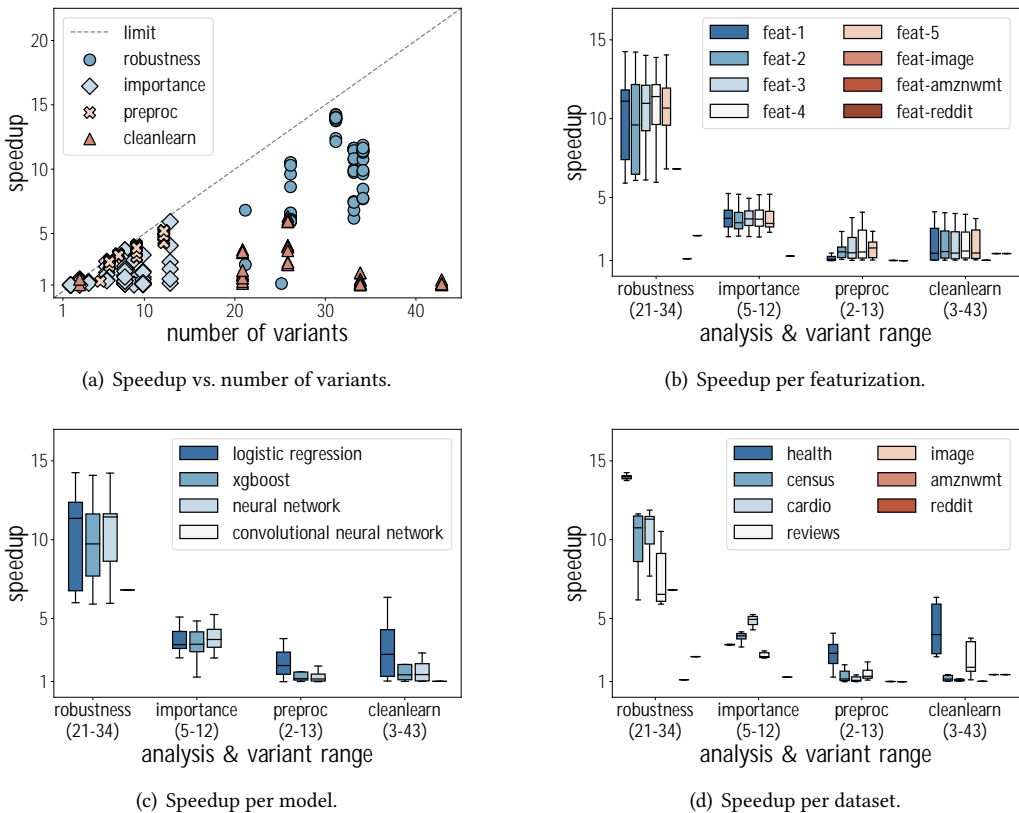 20
15
10
5
1
speedup
limit
robustness
importance
preproc
cleanlearn
1
10
20
30
40
number of variants
(a) Speedup vs. number of variants.
15
10
5
1
speedup
feat-1
feat-2
feat-3
feat-4
feat-5
feat-image
feat-amznwmt
feat-reddit
robustness
(21-34)
importance
(5-12)
preproc
(2-13)
cleanlearn
(3-43)
analysis & variant range
(b) Speedup per featurization.
15
10
5
1
speedup
logistic regression
xgboost
neural network
convolutional neural network
robustness
(21-34)
importance
(5-12)
preproc
(2-13)
cleanlearn
(3-43)
analysis & variant range
(c) Speedup per model.
15
10
5
1
speedup
health
census
cardio
reviews
image
amznwmt
reddit
robustness
(21-34)
importance
(5-12)
preproc
(2-13)
cleanlearn
(3-43)
analysis & variant range
(d) Speedup per dataset.